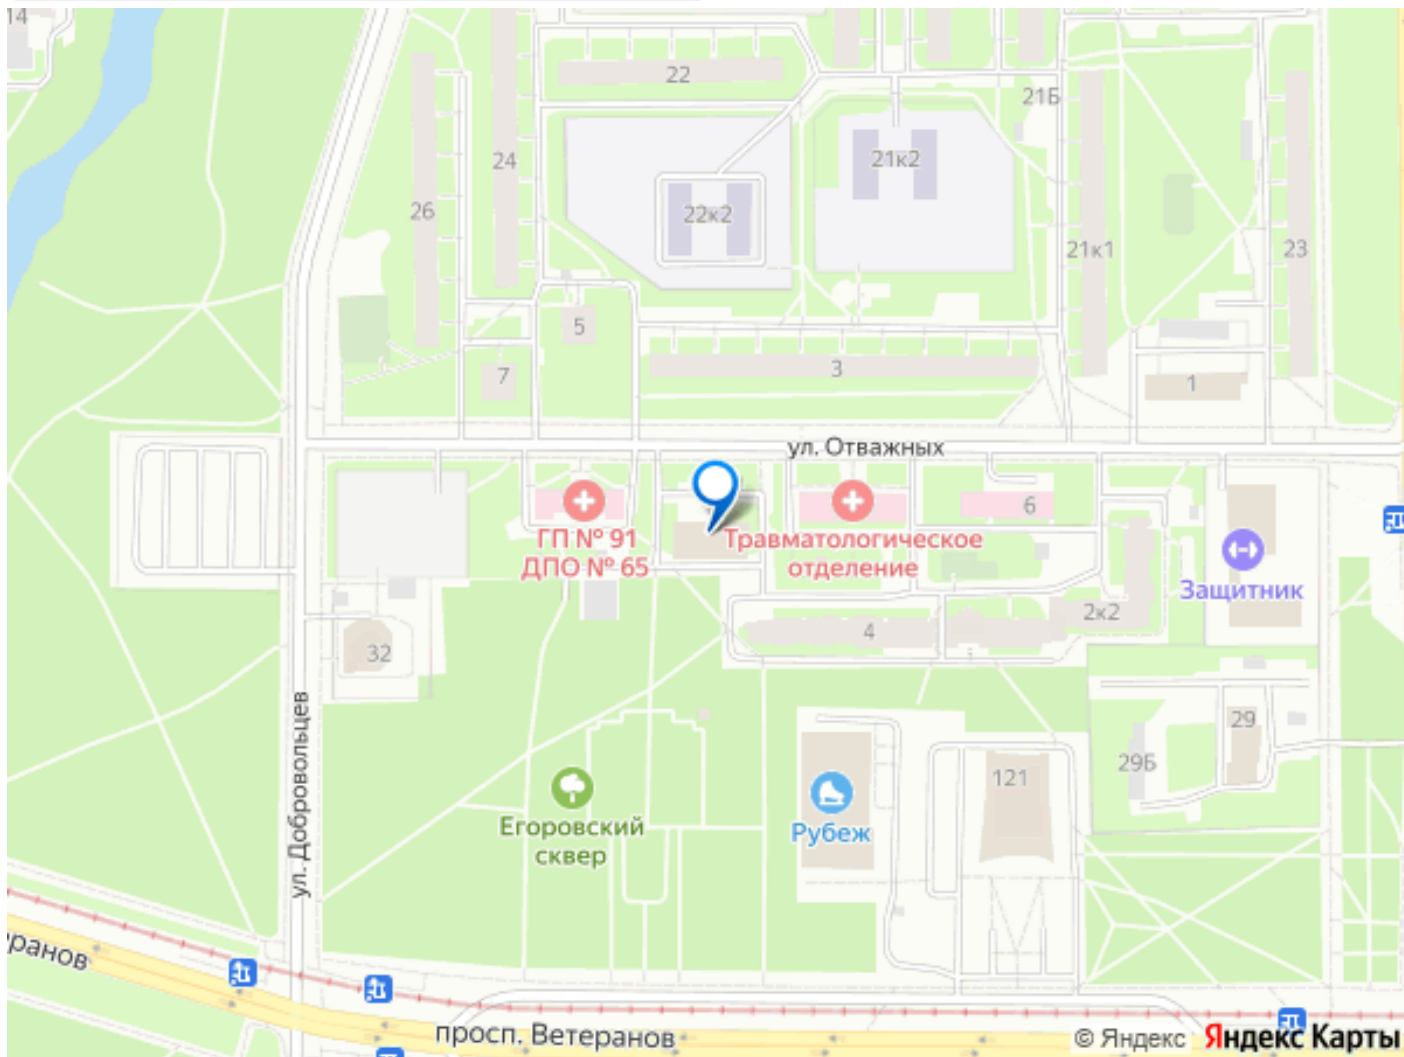 14
22
21Б
24
21к2
26
22к2
21к1
23
5
7
3
1
ул. Отважных
6
ГП № 91
ДПО № 65
Травматологическое
отделение
Защитник
2к2
4
32
29
29Б
121
ул. Добровольцев
Егоровский
сквер
Рубеж
ранов
просп. Ветеранов
© Яндекс Яндекс Карты